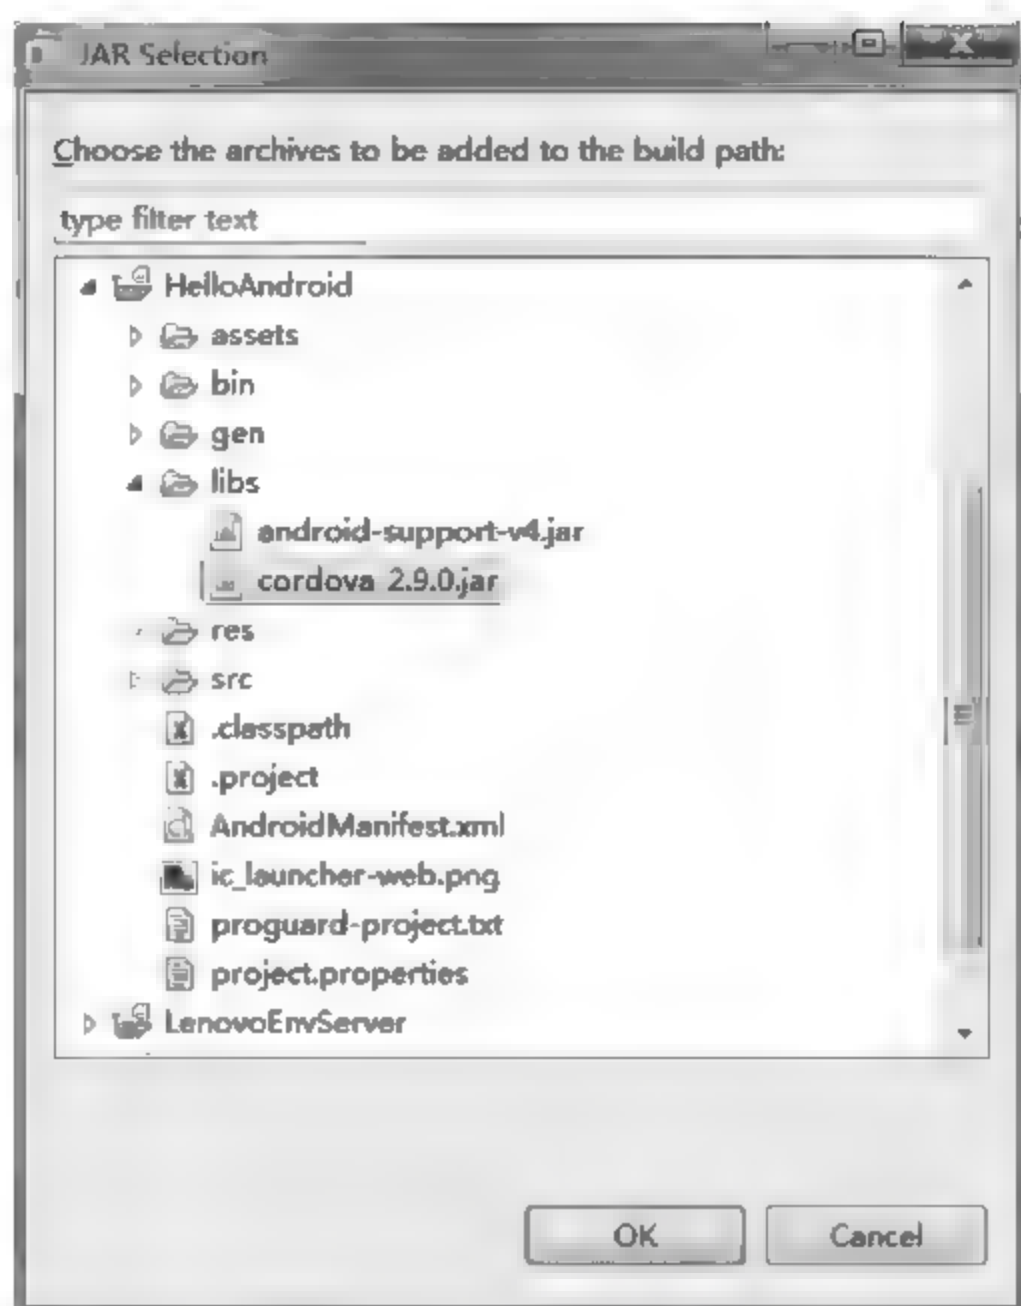 JAR Selection
Choose the archives to be added to the build path:
type filter text
HelloAndroid
assets
bin
gen
libs
android-support-v4.jar
cordova 2.9.0.jar
res
src
.classpath
.project
AndroidManifest.xml
ic_launcher-web.png
proguard-project.txt
project.properties
LenovoEnvServer
OK
Cancel